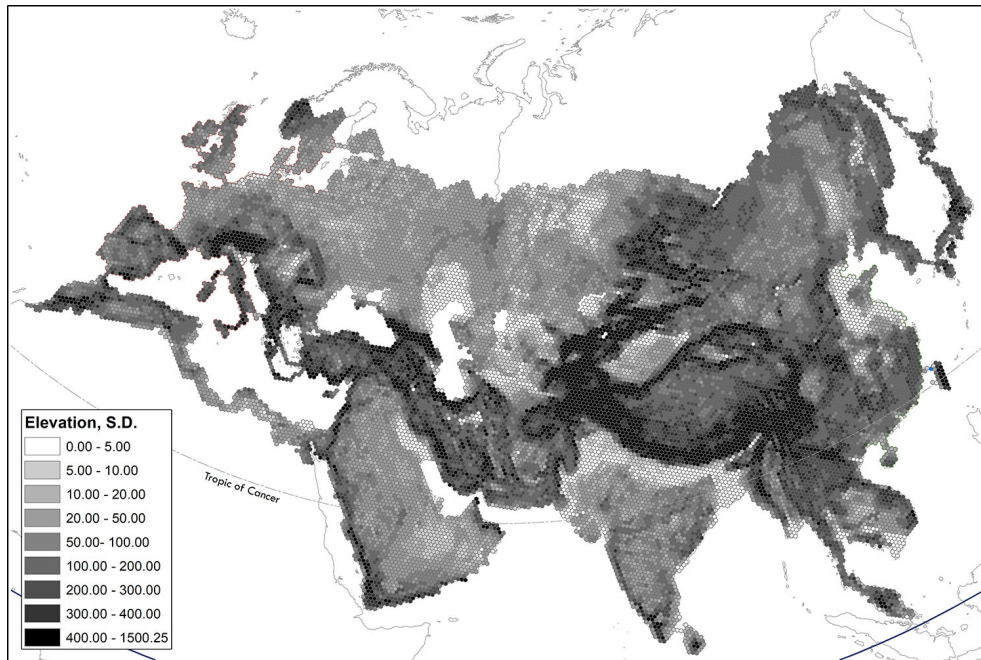 Tropic of Cancer
Elevation, S.D.
0.00 - 5.00
5.00 - 10.00
10.00 - 20.00
20.00 - 50.00
50.00- 100.00
100.00 - 200.00
200.00 - 300.00
300.00 - 400.00
400.00 - 1500.25